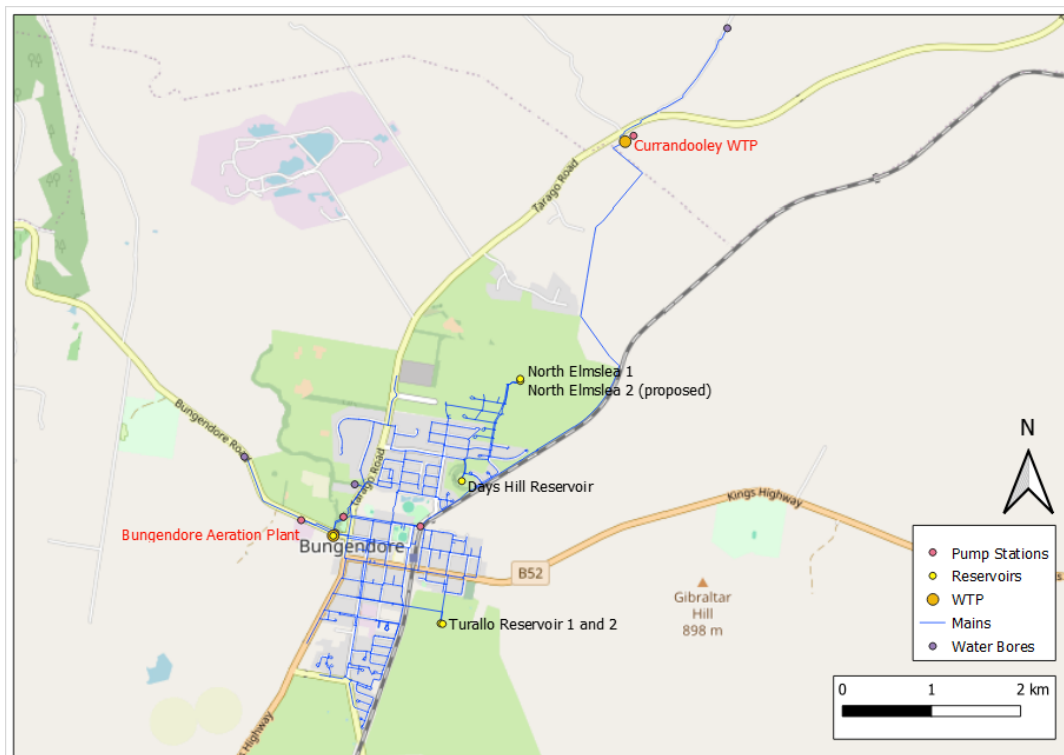 Currandooley WTP
Tarago Road
North Elmslea 1
North Elmslea 2 (proposed)
Bungendore Road
Tarago Road
Days Hill Reservoir
Kings Highway
Bungendore Aeration Plant
Bungendore
B52
Gibraltar
Hill
898 m
Turallo Reservoir 1 and 2
Kings Highway
N
Pump Stations
Reservoirs
WTP
Mains
Water Bores
0 1 2 km